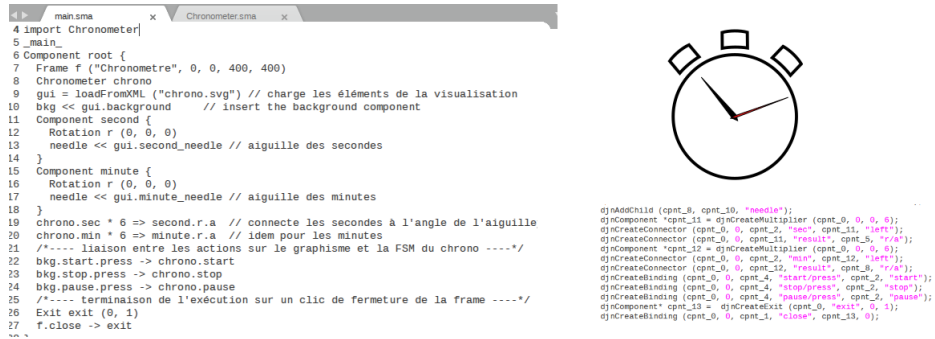 main.sma × Chronometer.sma ×
4 import Chronometer
5 _main_
6 Component root {
7 Frame f ("Chronometre", 0, 0, 400, 400)
8 Chronometer chrono
9 gui = loadFromXML ("chrono.svg") // charge les éléments de la visualisation
10 bkg << gui.background // insert the background component
11 Component second {
12 Rotation r (0, 0, 0)
13 needle << gui.second_needle // aiguille des secondes
14 }
15 Component minute {
16 Rotation r (0, 0, 0)
17 needle << gui.minute_needle // aiguille des minutes
18 }
19 chrono.sec * 6 => second.r.a // connecte les secondes à l'angle de l'aiguille
20 chrono.min * 6 => minute.r.a // idem pour les minutes
21 /*---- liaison entre les actions sur le graphisme et la FSM du chrono ----*/
22 bkg.start.press -> chrono.start
23 bkg.stop.press -> chrono.stop
24 bkg.pause.press -> chrono.pause
25 /*---- terminaison de l'exécution sur un clic de fermeture de la frame ----*/
26 Exit exit (0, 1)
27 f.close -> exit
djnAddChild (cpnt_8, cpnt_10, "needle");
djnComponent *cpnt_11 = djnCreateMultiplier (cpnt_0, 0, 0, 6);
djnCreateConnector (cpnt_0, 0, cpnt_2, "sec", cpnt_11, "left");
djnCreateConnector (cpnt_0, 0, cpnt_11, "result", cpnt_5, "r/a");
djnComponent *cpnt_12 = djnCreateMultiplier (cpnt_0, 0, 0, 6);
djnCreateConnector (cpnt_0, 0, cpnt_2, "min", cpnt_12, "left");
djnCreateConnector (cpnt_0, 0, cpnt_12, "result", cpnt_8, "r/a");
djnCreateBinding (cpnt_0, 0, cpnt_4, "start/press", cpnt_2, "start");
djnCreateBinding (cpnt_0, 0, cpnt_4, "stop/press", cpnt_2, "stop");
djnCreateBinding (cpnt_0, 0, cpnt_4, "pause/press", cpnt_2, "pause");
djnComponent* cpnt_13 = djnCreateExit (cpnt_0, "exit", 0, 1);
djnCreateBinding (cpnt_0, 0, cpnt_1, "close", cpnt_13, 0);